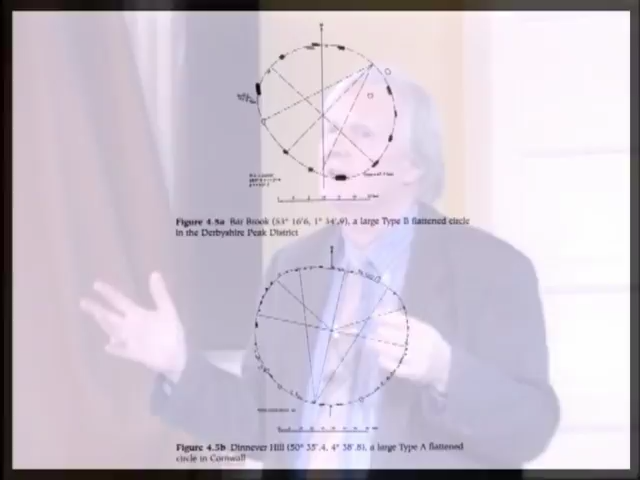 Figure 4.5a Bar Brook (53° 16'6, 1° 34',9), a large Type B flattened circle
in the Derbyshire Peak District
Figure 4.5b Dinnever Hill (50° 35',4, 4° 38',8), a large Type A flattened
circle in Cornwall